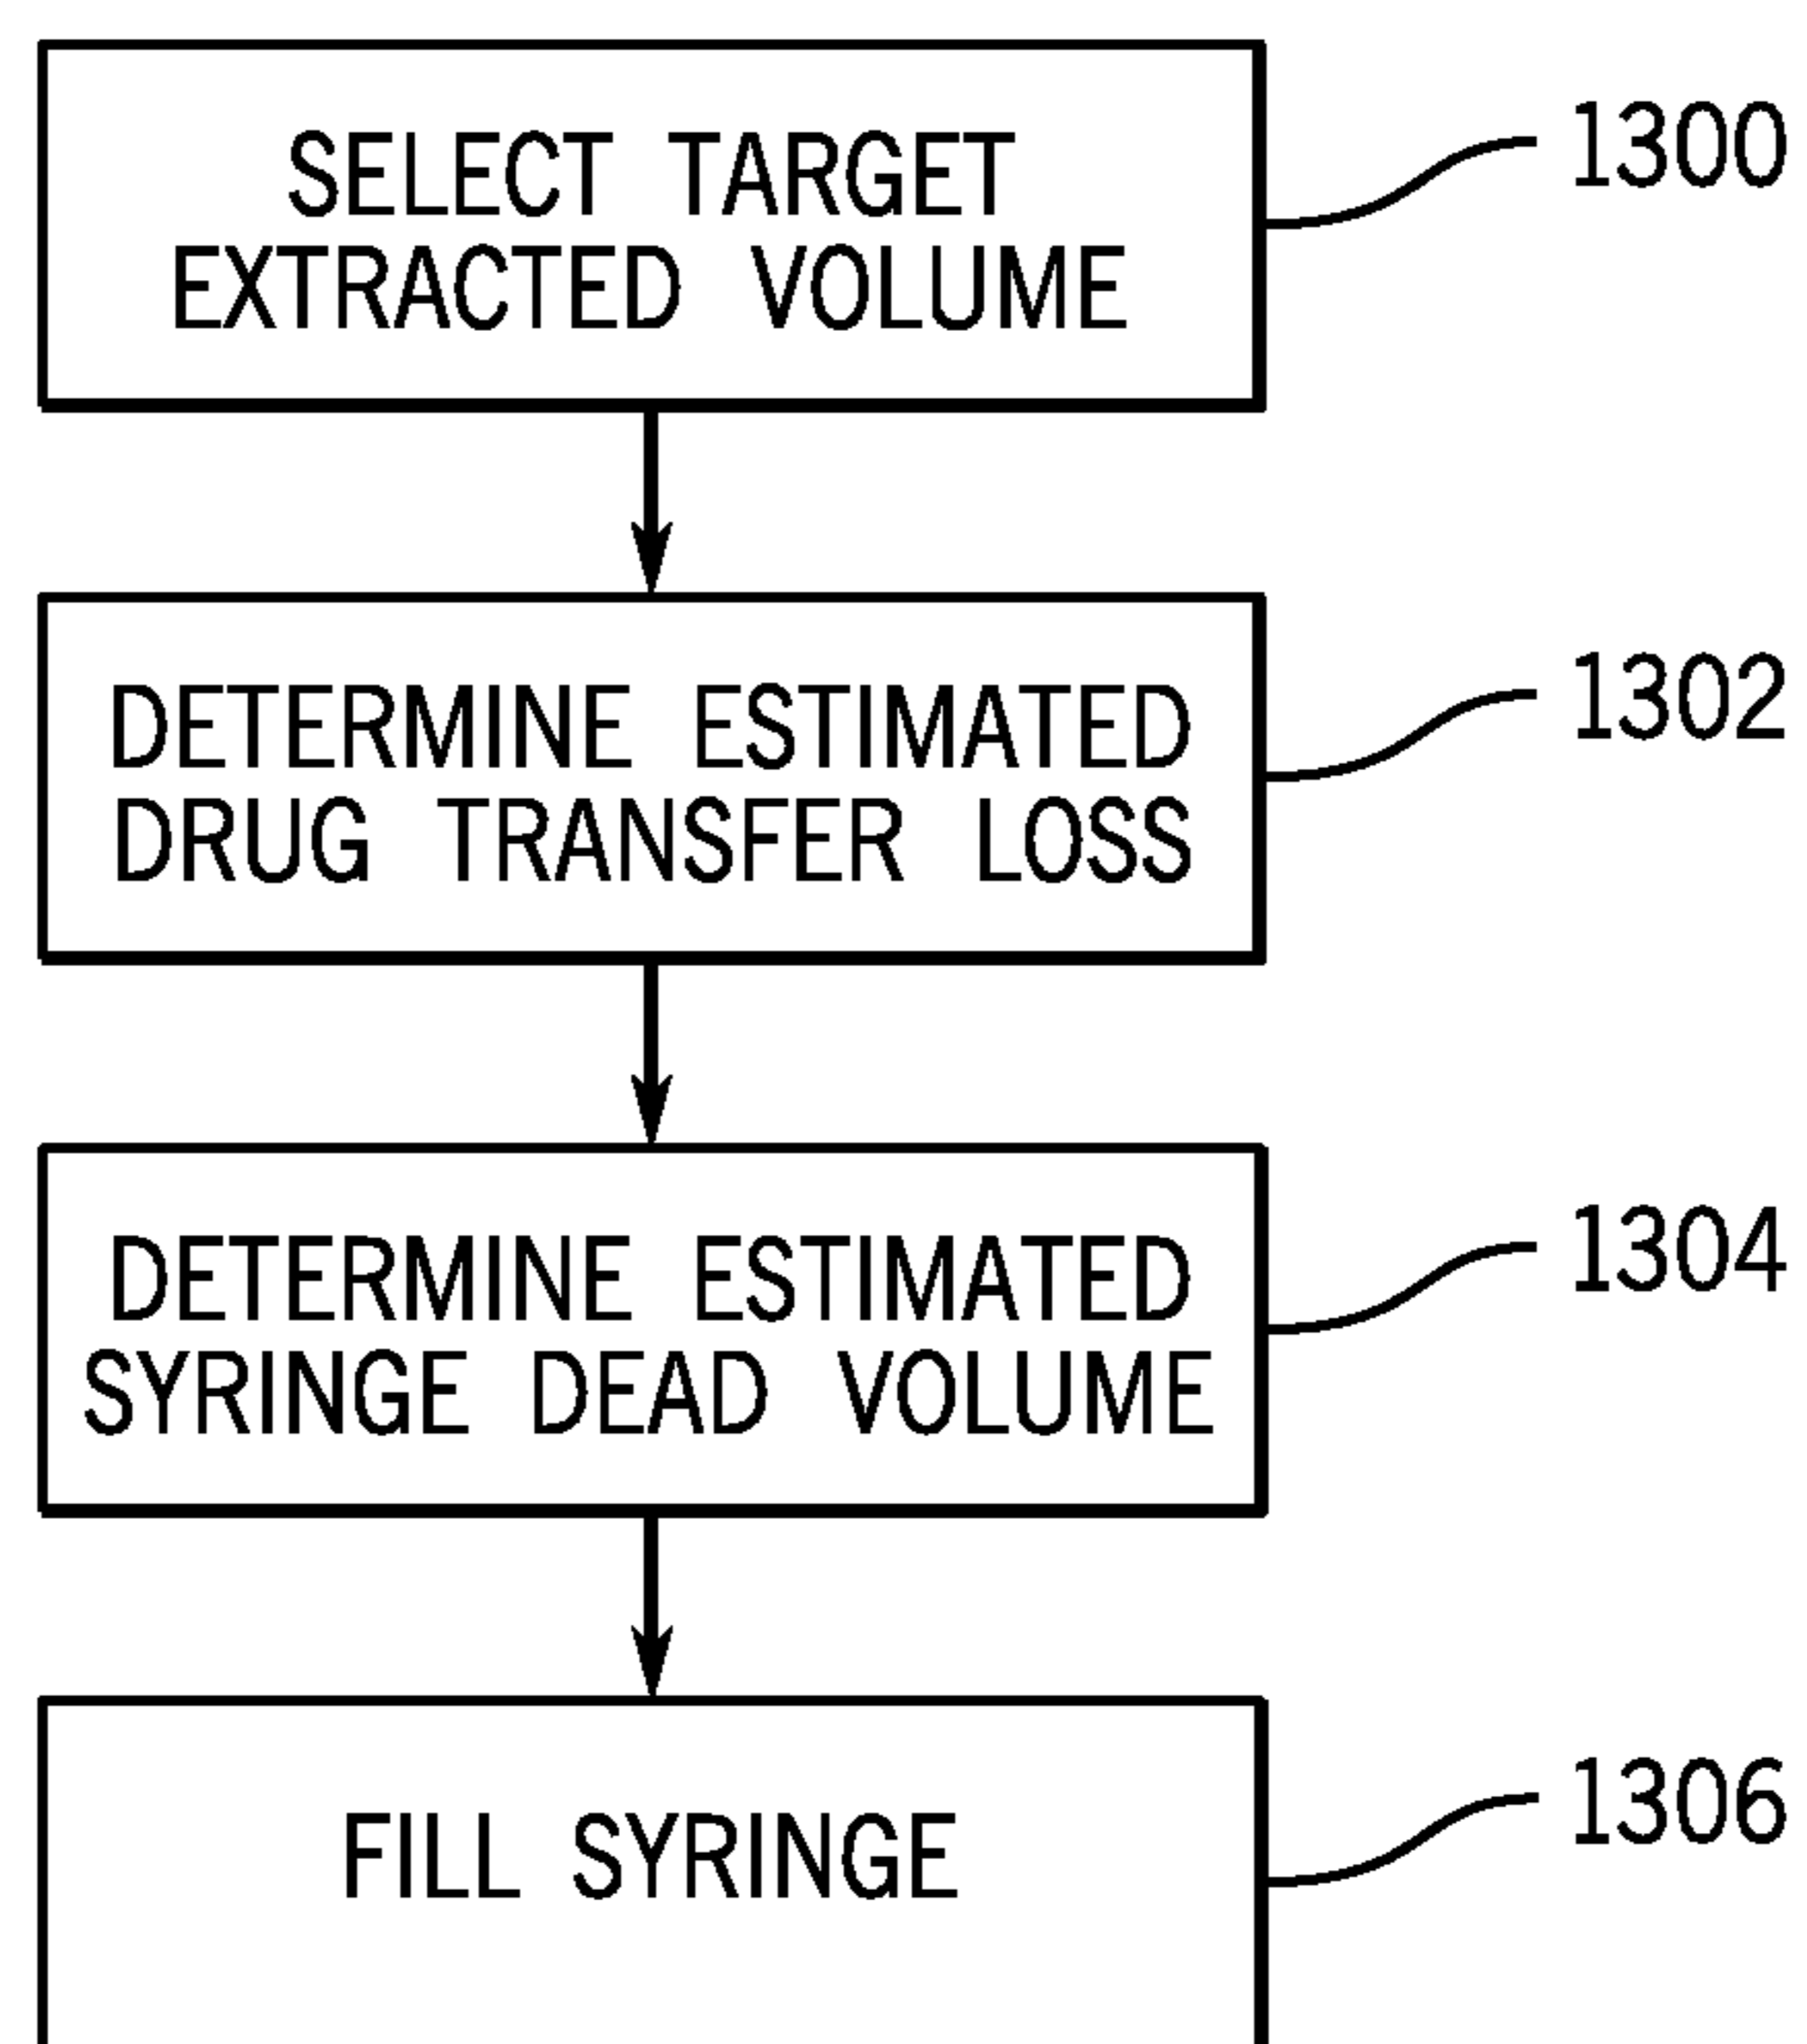 SELECT TARGET
EXTRACTED VOLUME
1300
DETERMINE ESTIMATED
DRUG TRANSFER LOSS
1302
DETERMINE ESTIMATED
SYRINGE DEAD VOLUME
1304
FILL SYRINGE
1306